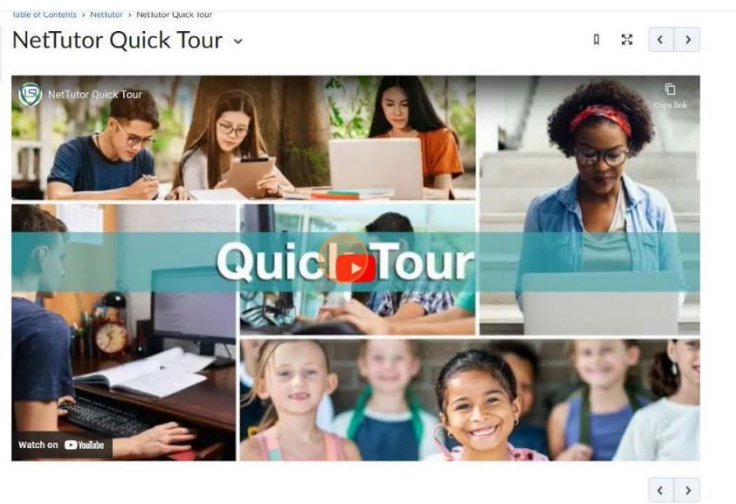 Table of Contents > NetTutor > NetTutor Quick Tour
NetTutor Quick Tour
NetTutor Quick Tour
Copy link
Quick Tour
Watch on YouTube